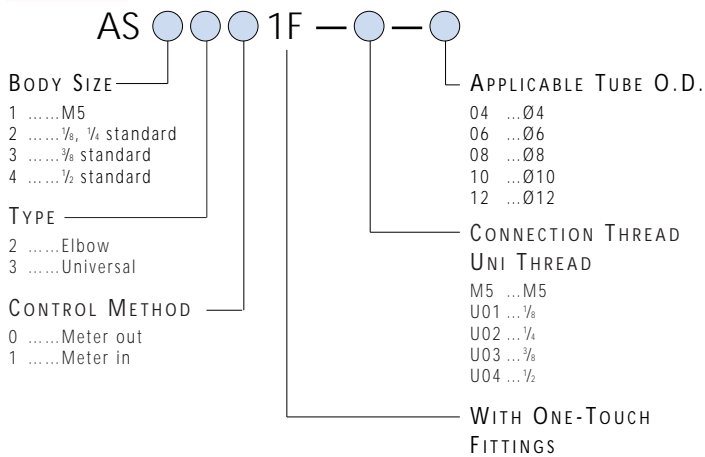 AS 1F — —
BODY SIZE
1 ......M5
2 ......⅛, ¼ standard
3 ......⅜ standard
4 ......½ standard
TYPE
2 ......Elbow
3 ......Universal
CONTROL METHOD
0 ......Meter out
1 ......Meter in
APPLICABLE TUBE O.D.
04 ...Ø4
06 ...Ø6
08 ...Ø8
10 ...Ø10
12 ...Ø12
CONNECTION THREAD
UNI THREAD
M5 ...M5
U01 ...⅛
U02 ...¼
U03 ...⅜
U04 ...½
WITH ONE-TOUCH
FITTINGS